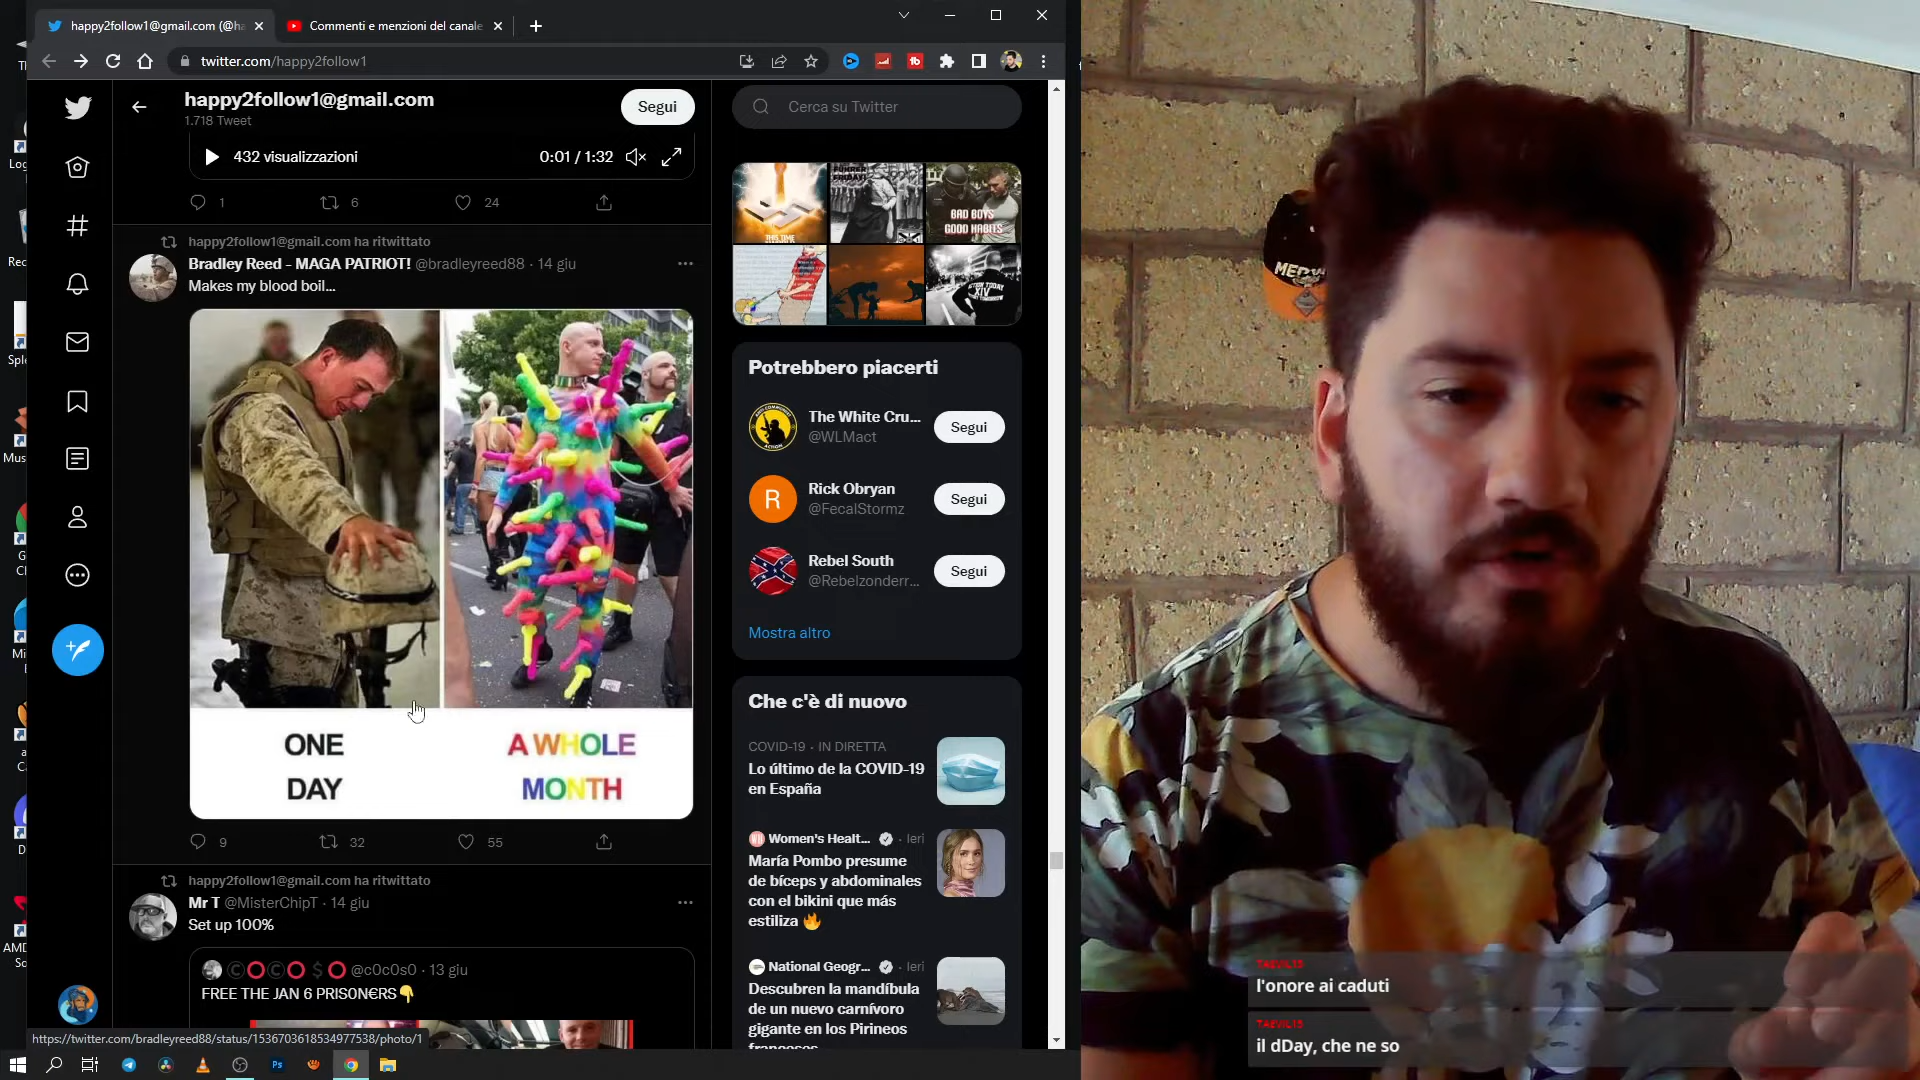 happy2follow1@gmail.com (@ha
Commenti e menzioni del canale
twitter.com/happy2follow1
happy2follow1@gmail.com
1.718 Tweet
Segui
Cerca su Twitter
432 visualizzazioni
0:01 / 1:32
1
6
24
happy2follow1@gmail.com ha ritwittato
Bradley Reed - MAGA PATRIOT! @bradleyreed88 · 14 giu
Makes my blood boil...
ONE
DAY
A WHOLE
MONTH
9
32
55
happy2follow1@gmail.com ha ritwittato
Mr T @MisterChipT · 14 giu
Set up 100%
@c0c0s0 · 13 giu
FREE THE JAN 6 PRISON€RS
https://twitter.com/bradleyreed88/status/1536703618534977538/photo/1
BAD BOYS
GOOD HABITS
Potrebbero piacerti
The White Cru...
@WLMact
Segui
R
Rick Obryan
@FecalStormz
Segui
Rebel South
@Rebelzonderr...
Segui
Mostra altro
Che c'è di nuovo
COVID-19 · IN DIRETTA
Lo último de la COVID-19
en España
Women's Healt... · Ieri
María Pombo presume
de bíceps y abdominales
con el bikini que más
estiliza
National Geogr... · Ieri
Descubren la mandíbula
de un nuevo carnívoro
gigante en los Pirineos
franceses
TAEVIL15
l'onore ai caduti
TAEVIL15
il dDay, che ne so